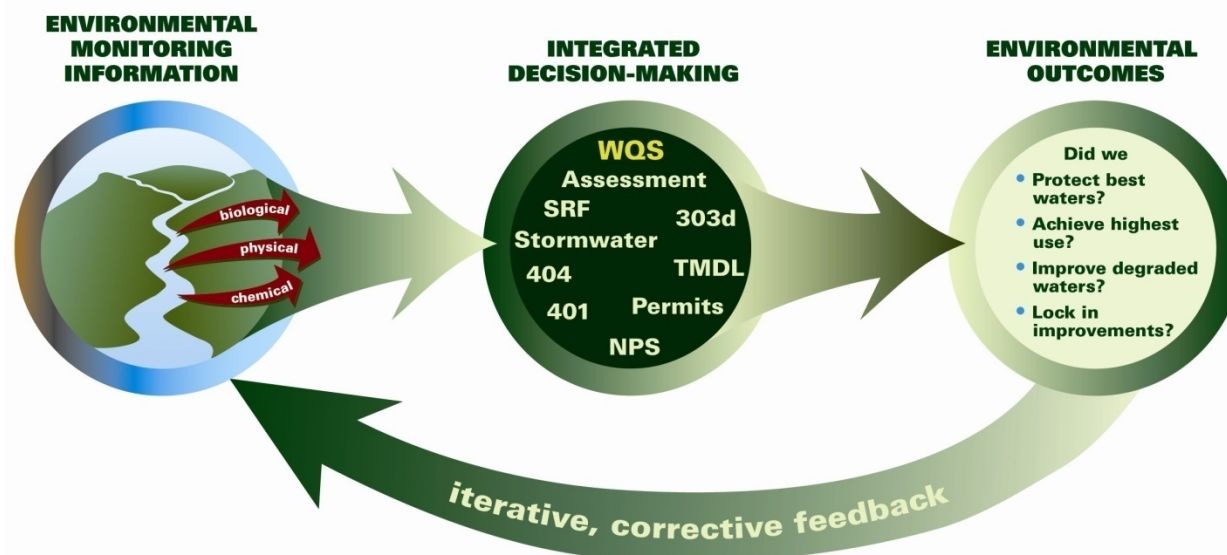 ENVIRONMENTAL
MONITORING
INFORMATION
biological
physical
chemical
INTEGRATED
DECISION-MAKING
WQS
Assessment
SRF
303d
Stormwater
404
TMDL
401
Permits
NPS
ENVIRONMENTAL
OUTCOMES
Did we
• Protect best
waters?
• Achieve highest
use?
• Improve degraded
waters?
• Lock in
improvements?
iterative, corrective feedback